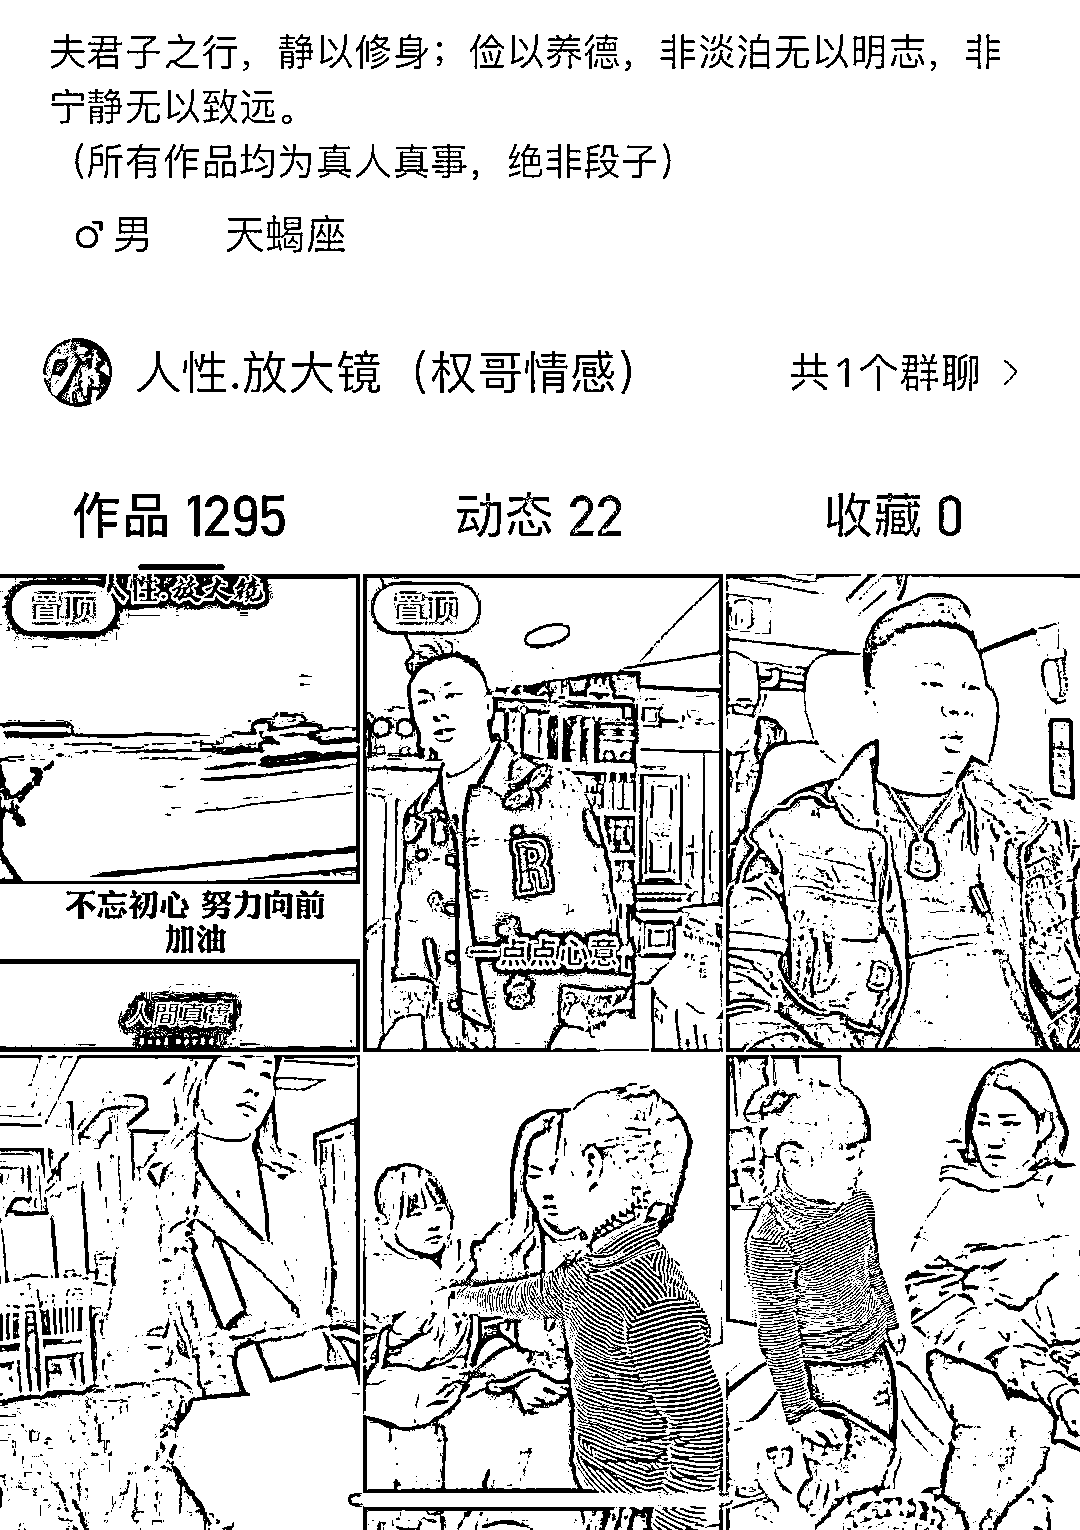 夫君子之行，静以修身；俭以养德，非淡泊无以明志，非
宁静无以致远。
（所有作品均为真人真事，绝非段子）
♂男 天蝎座
人性.放大镜（权哥情感） 共1个群聊 >
作品 1295 动态 22 收藏 0
人性.放大镜
置顶 置顶
R
一点点心意
不忘初心 努力向前
加油
人間真實